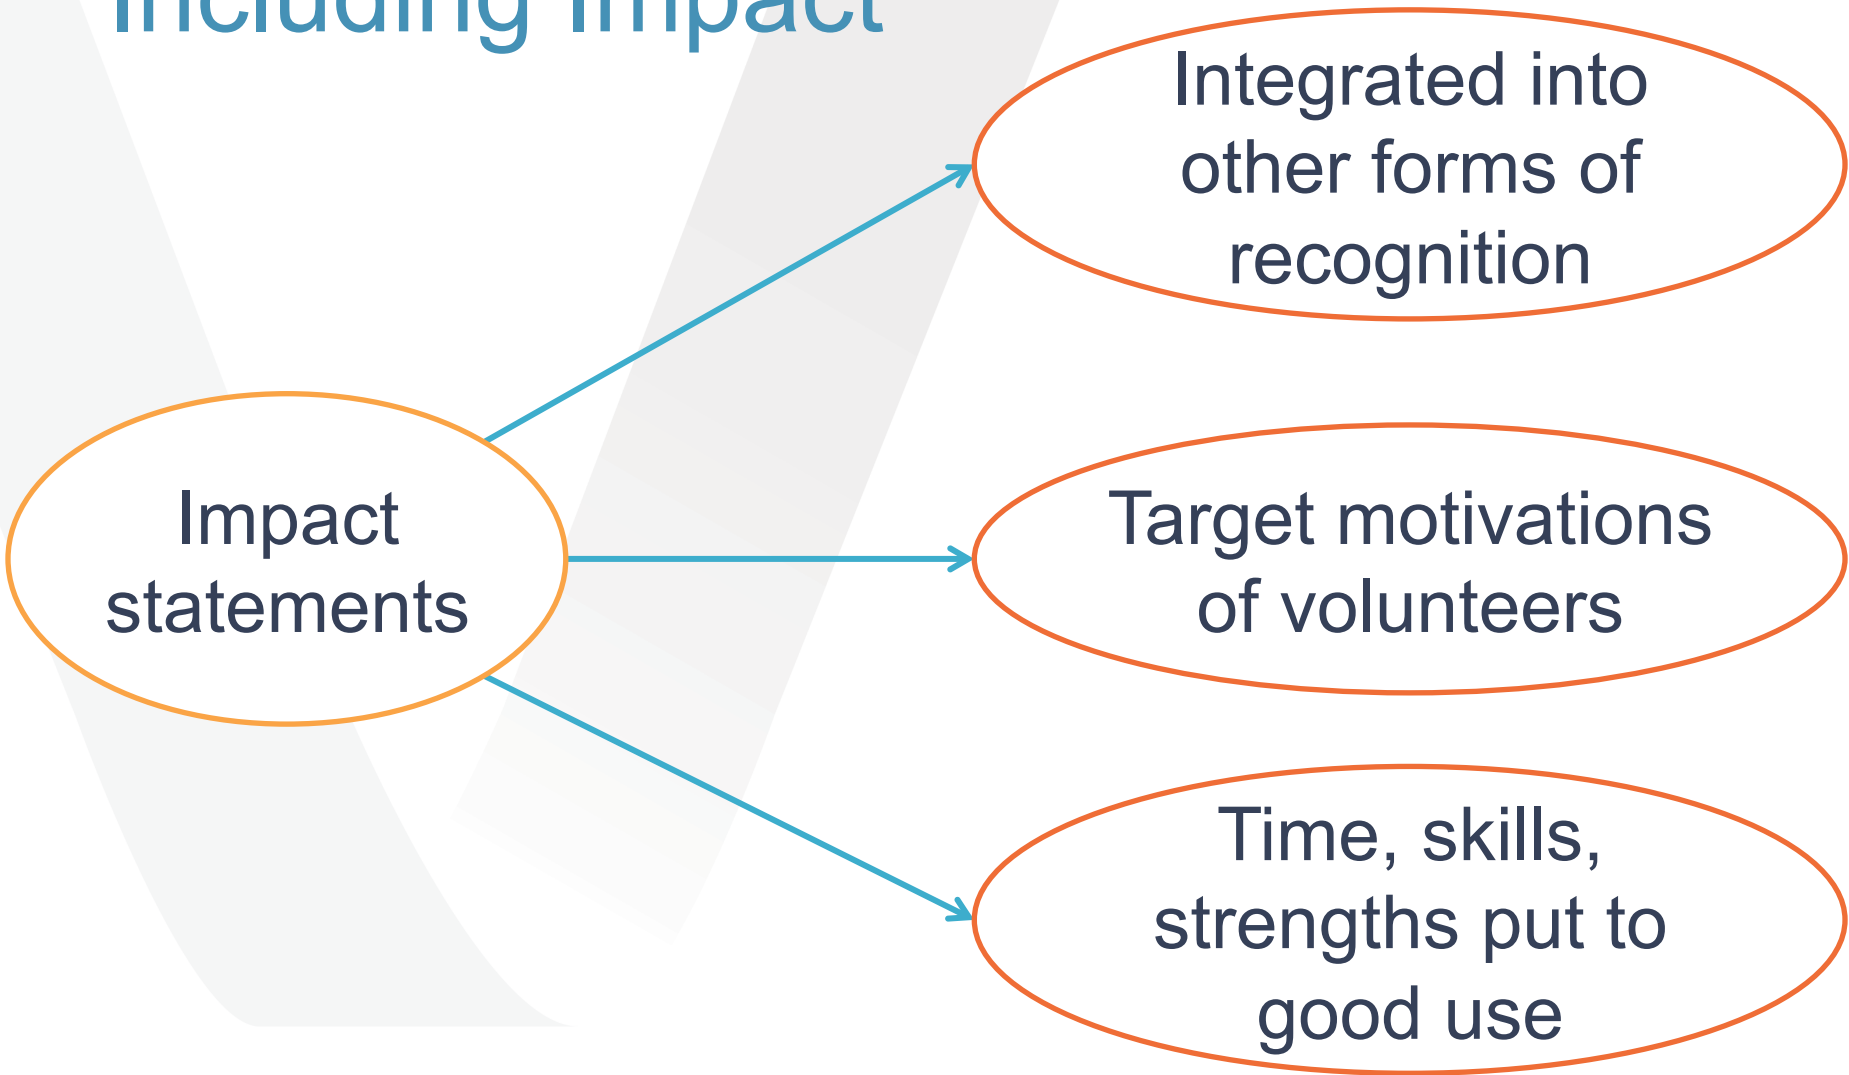 Including Impact
Integrated into
other forms of
recognition
Impact
statements
Target motivations
of volunteers
Time, skills,
strengths put to
good use